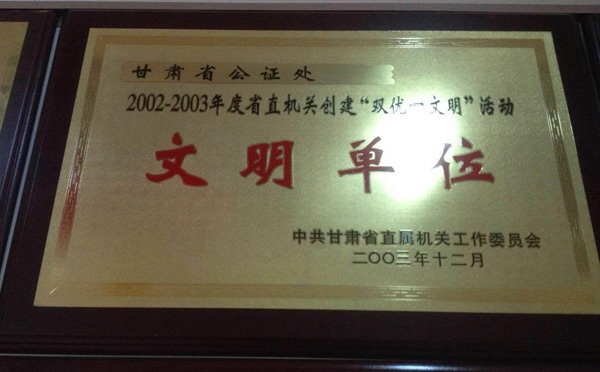 甘肃省公证处
2002-2003年度省直机关创建“双优一文明”活动
文明单位
中共甘肃省直属机关工作委员会
二〇〇三年十二月